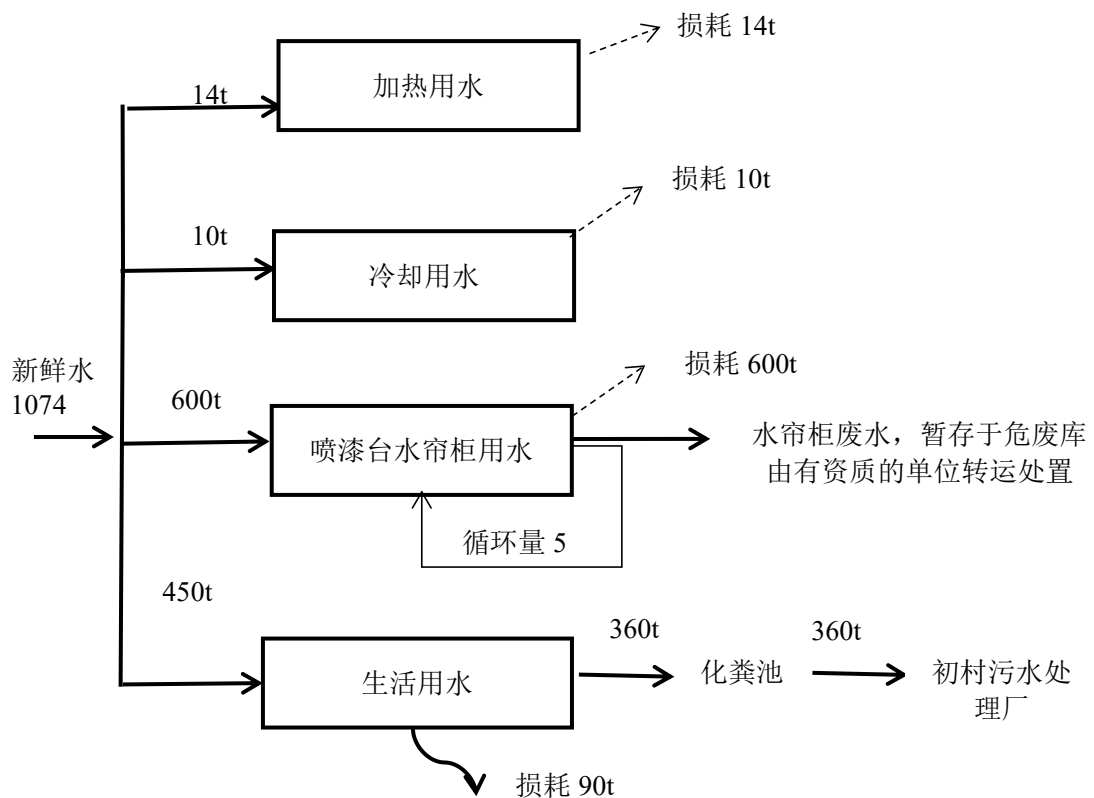 损耗 14t
14t
加热用水
损耗 10t
10t
冷却用水
新鲜水
1074
600t
损耗 600t
喷漆台水帘柜用水
水帘柜废水，暂存于危废库
由有资质的单位转运处置
循环量 5
450t
生活用水
360t
化粪池
360t
初村污水处
理厂
损耗 90t